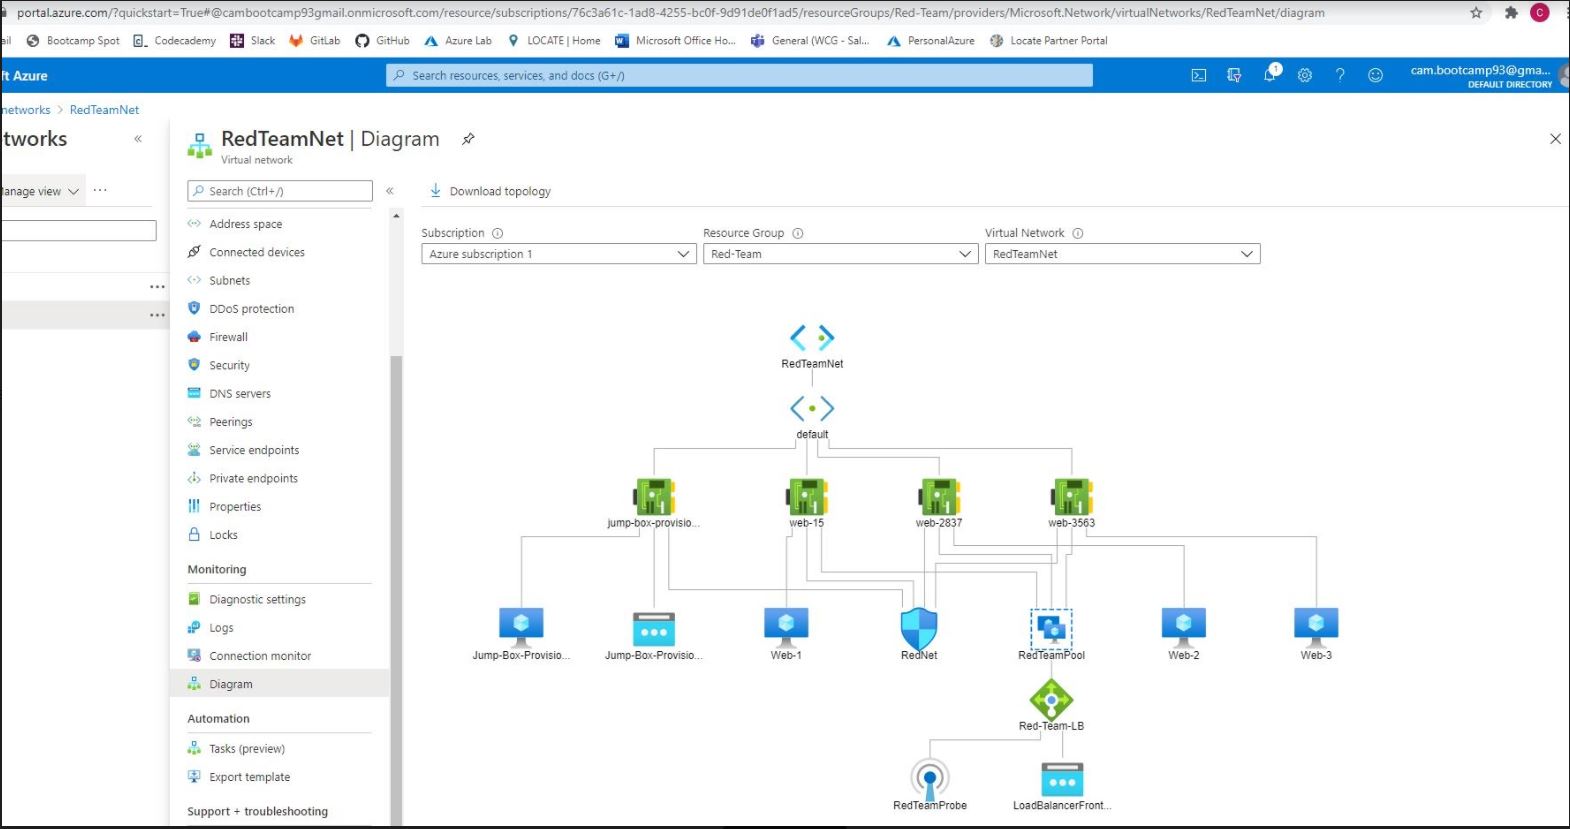 portal.azure.com/?quickstart=True#@cambootcamp93gmail.onmicrosoft.com/resource/subscriptions/76c3a61c-1ad8-4255-bc0f-9d91de0f1ad5/resourceGroups/Red-Team/providers/Microsoft.Network/virtualNetworks/RedTeamNet/diagram
C
ail Bootcamp Spot Codecademy Slack GitLab GitHub Azure Lab LOCATE | Home Microsoft Office Ho... General (WCG - Sal... PersonalAzure Locate Partner Portal
ft Azure
Search resources, services, and docs (G+/)
1
cam.bootcamp93@gma...
DEFAULT DIRECTORY
networks > RedTeamNet
tworks «
Manage view ...
RedTeamNet | Diagram
Virtual network
Search (Ctrl+/) «
Address space
Connected devices
Subnets
DDoS protection
Firewall
Security
DNS servers
Peerings
Service endpoints
Private endpoints
Properties
Locks
Monitoring
Diagnostic settings
Logs
Connection monitor
Diagram
Automation
Tasks (preview)
Export template
Support + troubleshooting
Download topology
Subscription Resource Group Virtual Network
Azure subscription 1 Red-Team RedTeamNet
RedTeamNet
default
jump-box-provisio... web-15 web-2837 web-3563
Jump-Box-Provisio... Jump-Box-Provisio... Web-1 RedNet RedTeamPool Web-2 Web-3
Red-Team-LB
RedTeamProbe LoadBalancerFront...